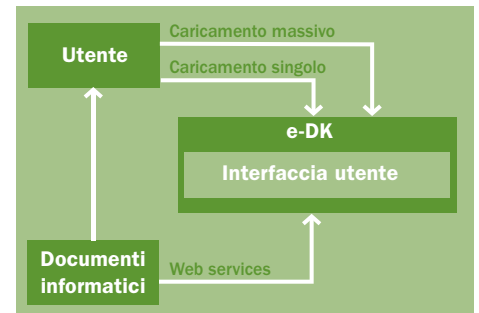 Caricamento massivo
Utente
Caricamento singolo
e-DK
Interfaccia utente
Documenti
informatici
Web services